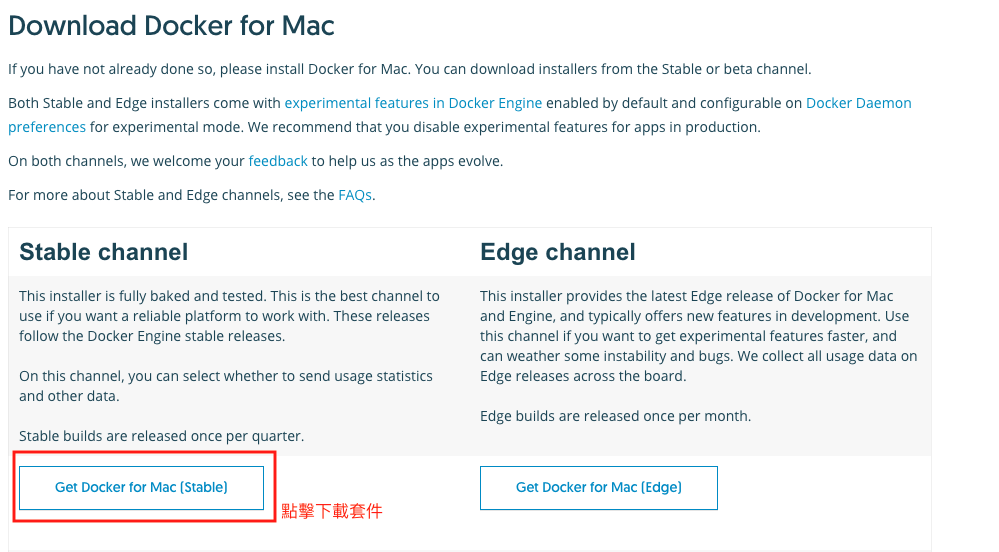 Download Docker for Mac
If you have not already done so, please install Docker for Mac. You can download installers from the Stable or beta channel.
Both Stable and Edge installers come with experimental features in Docker Engine enabled by default and configurable on Docker Daemon
preferences for experimental mode. We recommend that you disable experimental features for apps in production.
On both channels, we welcome your feedback to help us as the apps evolve.
For more about Stable and Edge channels, see the FAQs.
Stable channel
This installer is fully baked and tested. This is the best channel to
use if you want a reliable platform to work with. These releases
follow the Docker Engine stable releases.
On this channel, you can select whether to send usage statistics
and other data.
Stable builds are released once per quarter.
Get Docker for Mac (Stable)
點擊下載套件
Edge channel
This installer provides the latest Edge release of Docker for Mac
and Engine, and typically offers new features in development. Use
this channel if you want to get experimental features faster, and
can weather some instability and bugs. We collect all usage data on
Edge releases across the board.
Edge builds are released once per month.
Get Docker for Mac (Edge)